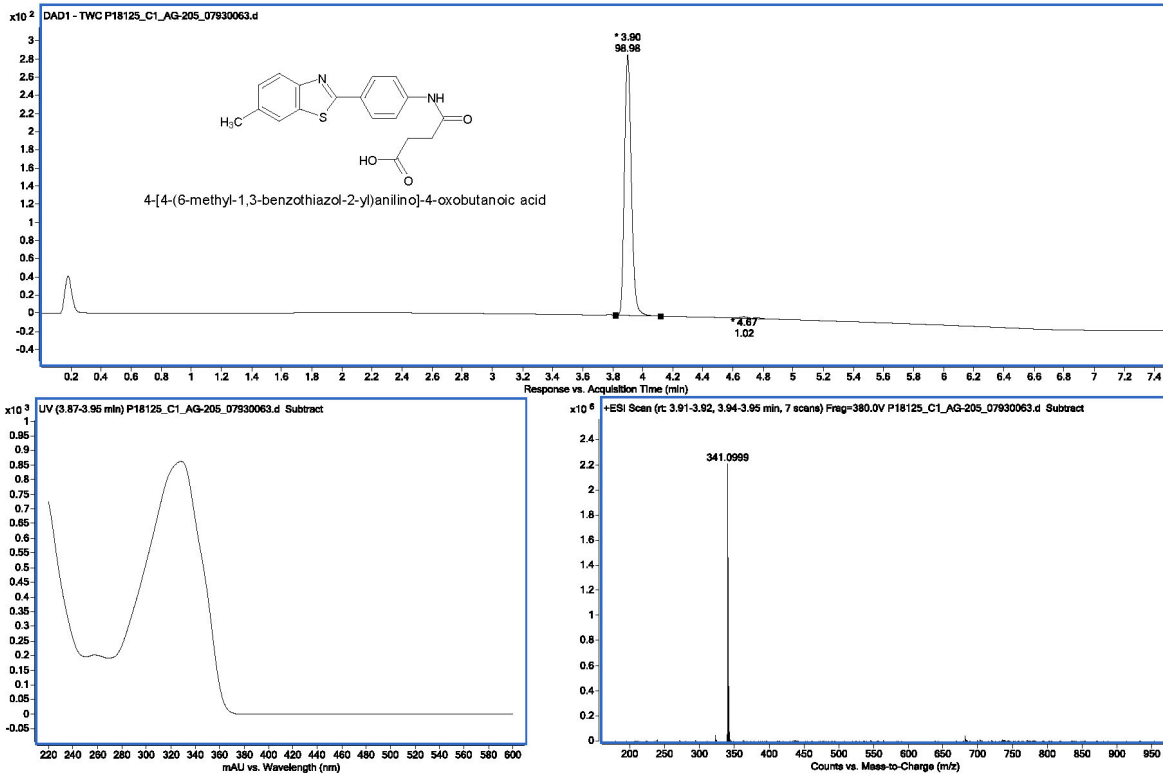 x10 2
DAD1 - TWC P18125_C1_AG-205_07930063.d
3
2.8
2.6
2.4
2.2
2
1.8
1.6
1.4
1.2
1
0.8
0.6
0.4
0.2
0
-0.2
-0.4
* 3.90
98.98
* 4.67
1.02
N
S
H3C
NH
O
HO
O
4-[4-(6-methyl-1,3-benzothiazol-2-yl)anilino]-4-oxobutanoic acid
0.2 0.4 0.6 0.8 1 1.2 1.4 1.6 1.8 2 2.2 2.4 2.6 2.8 3 3.2 3.4 3.6 3.8 4 4.2 4.4 4.6 4.8 5 5.2 5.4 5.6 5.8 6 6.2 6.4 6.6 6.8 7 7.2 7.4
Response vs. Acquisition Time (min)
x10 3
UV (3.87-3.95 min) P18125_C1_AG-205_07930063.d Subtract
1
0.95
0.9
0.85
0.8
0.75
0.7
0.65
0.6
0.55
0.5
0.45
0.4
0.35
0.3
0.25
0.2
0.15
0.1
0.05
0
-0.05
220 240 260 280 300 320 340 360 380 400 420 440 460 480 500 520 540 560 580 600
mAU vs. Wavelength (nm)
x10 6
+ESI Scan (rt: 3.91-3.92, 3.94-3.95 min, 7 scans) Frag=380.0V P18125_C1_AG-205_07930063.d Subtract
2.4
2.2
2
1.8
1.6
1.4
1.2
1
0.8
0.6
0.4
0.2
0
341.0999
200 250 300 350 400 450 500 550 600 650 700 750 800 850 900 950
Counts vs. Mass-to-Charge (m/z)